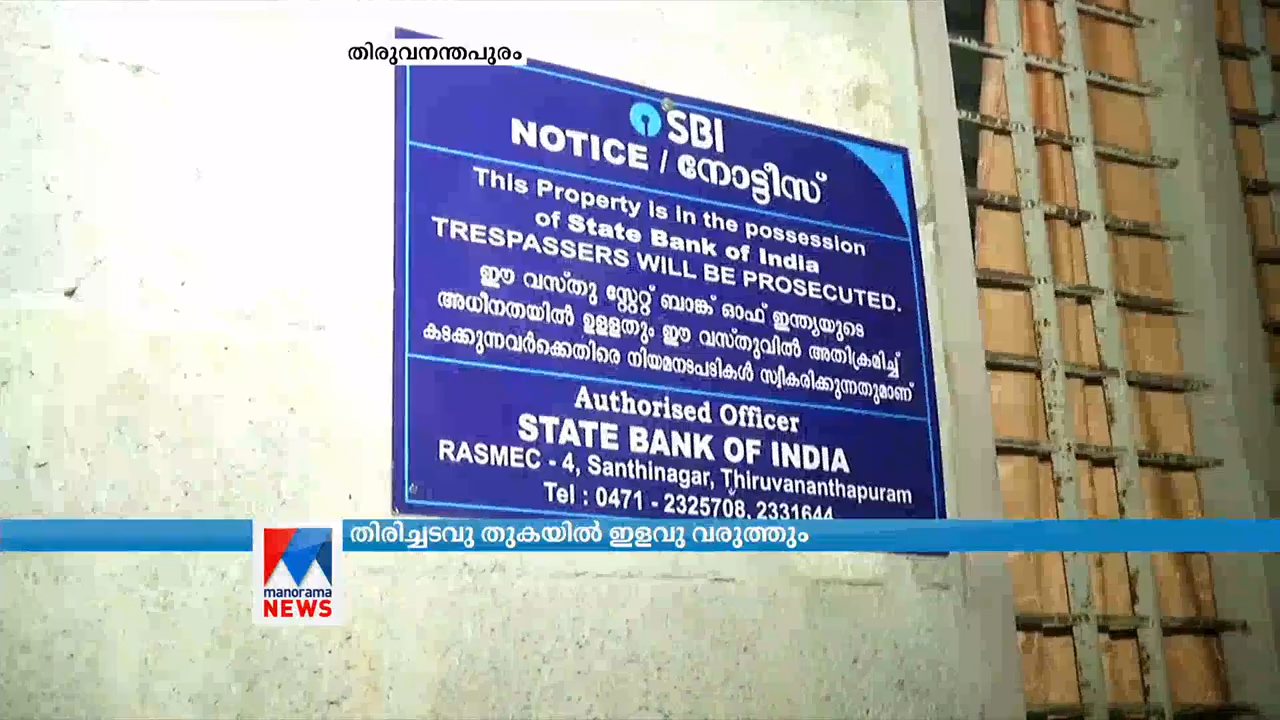 തിരുവനന്തപുരം
SBI
NOTICE / നോട്ടീസ്
This Property is in the possession
of State Bank of India
TRESPASSERS WILL BE PROSECUTED.
ഈ വസ്തു സ്റ്റേറ്റ് ബാങ്ക് ഓഫ് ഇന്ത്യയുടെ
അധീനതയിൽ ഉള്ളതും ഈ വസ്തുവിൽ അതിക്രമിച്ച്
കടക്കുന്നവർക്കെതിരെ നിയമനടപടികൾ സ്വീകരിക്കുന്നതുമാണ്
Authorised Officer
STATE BANK OF INDIA
RASMEC - 4, Santhinagar, Thiruvananthapuram
Tel : 0471 - 2325708, 2331644
തിരിച്ചടവു തുകയിൽ ഇളവു വരുത്തും
manorama
NEWS